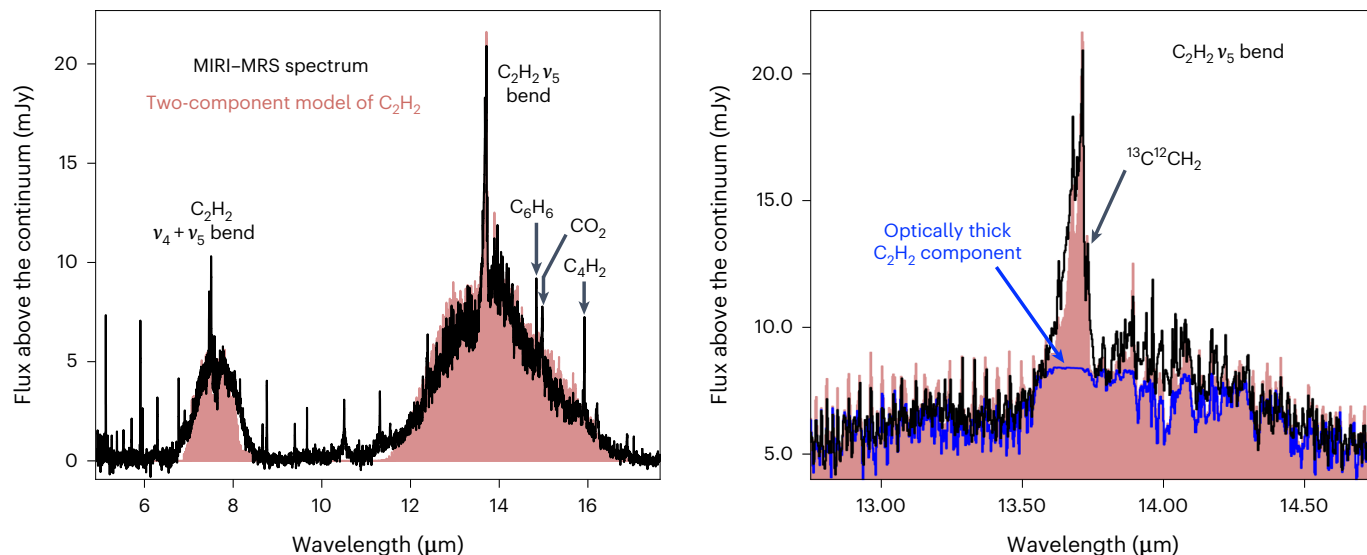 MIRI–MRS spectrum
Two-component model of C₂H₂
C₂H₂ ν₅
bend
C₂H₂
ν₄ + ν₅ bend
C₆H₆
CO₂
C₄H₂
Flux above the continuum (mJy)
20
15
10
5
0
6
8
10
12
14
16
Wavelength (μm)
C₂H₂ ν₅ bend
¹³C¹²CH₂
Optically thick
C₂H₂ component
Flux above the continuum (mJy)
20.0
15.0
10.0
5.0
13.00
13.50
14.00
14.50
Wavelength (μm)